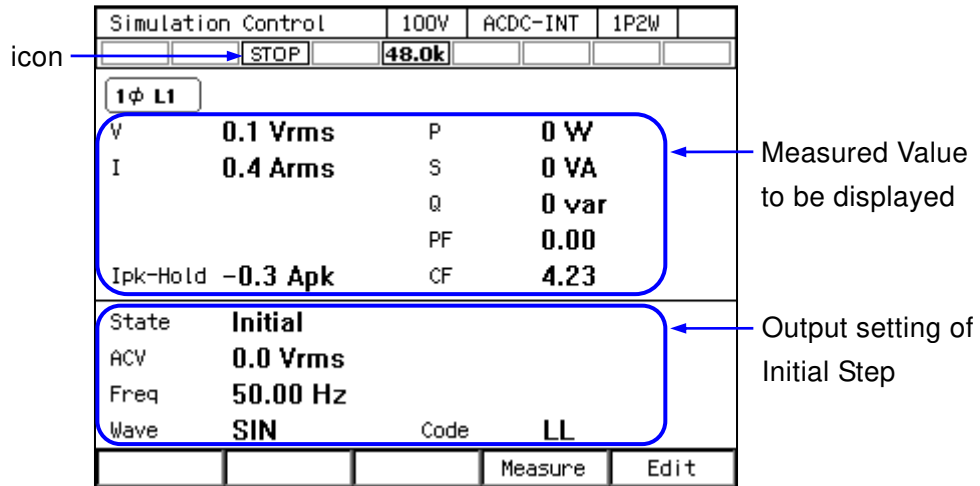 Simulation Control 100V ACDC-INT 1P2W
icon STOP 48.0k
1φ L1
V 0.1 Vrms P 0 W
I 0.4 Arms S 0 VA
Q 0 var
PF 0.00
Ipk-Hold -0.3 Apk CF 4.23
Measured Value
to be displayed
State Initial
ACV 0.0 Vrms
Freq 50.00 Hz
Wave SIN Code LL
Output setting of
Initial Step
Measure Edit